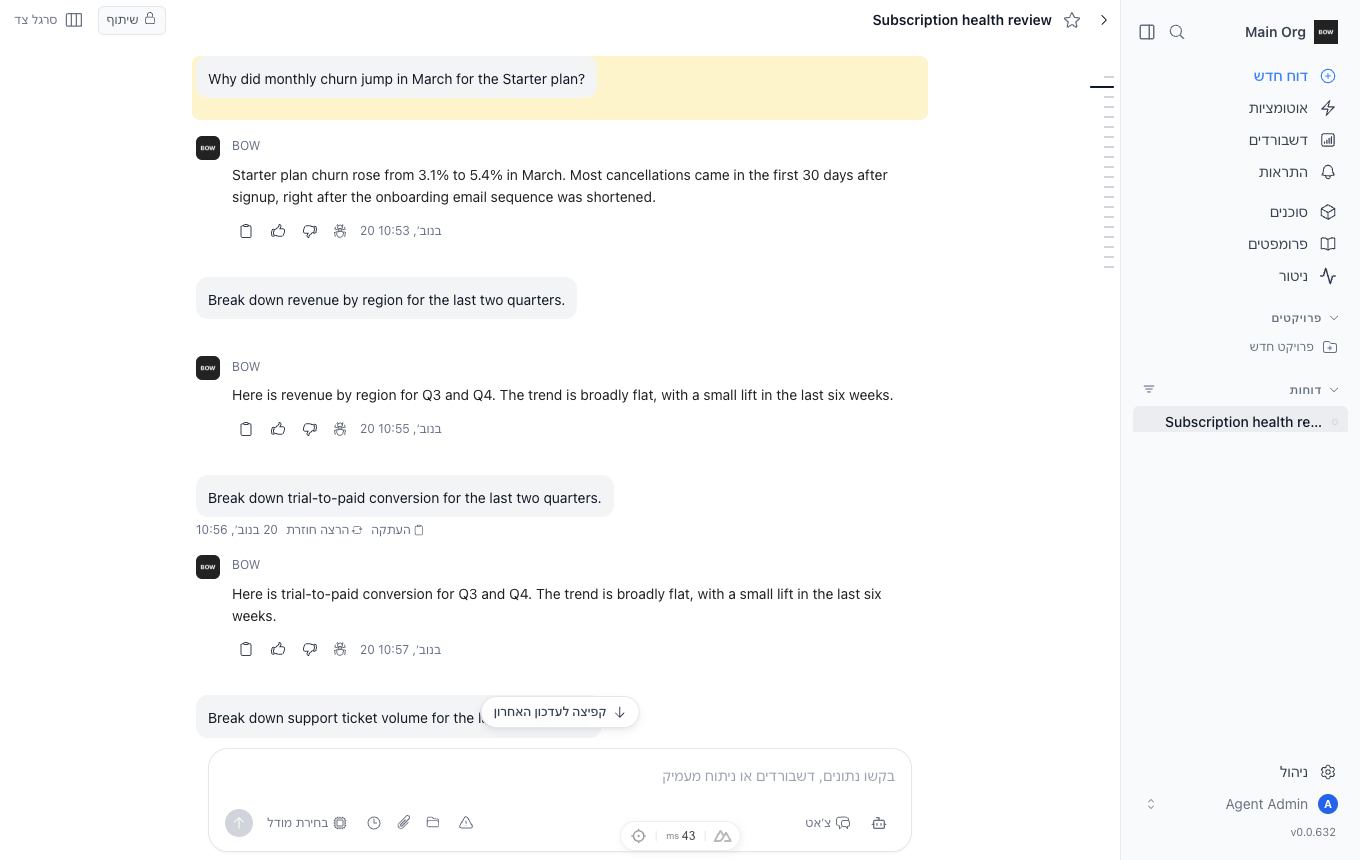 Main Org
BOW
דוח חדש
אוטומציות
דשבורדים
התראות
סוכנים
פרומפטים
ניטור
פרויקטים
פרויקט חדש
דוחות
Subscription health re...
ניהול
Agent Admin
A
v0.0.632
Subscription health review
שיתוף
סרגל צד
Why did monthly churn jump in March for the Starter plan?
BOW
BOW
Starter plan churn rose from 3.1% to 5.4% in March. Most cancellations came in the first 30 days after
signup, right after the onboarding email sequence was shortened.
20 בנוב׳, 10:53
Break down revenue by region for the last two quarters.
BOW
BOW
Here is revenue by region for Q3 and Q4. The trend is broadly flat, with a small lift in the last six weeks.
20 בנוב׳, 10:55
Break down trial-to-paid conversion for the last two quarters.
העתקה הרצה חוזרת 20 בנוב׳, 10:56
BOW
BOW
Here is trial-to-paid conversion for Q3 and Q4. The trend is broadly flat, with a small lift in the last six
weeks.
20 בנוב׳, 10:57
Break down support ticket volume for the
קפיצה לעדכון האחרון
בקשו נתונים, דשבורדים או ניתוח מעמיק
צ׳אט
בחירת מודל
43 ms